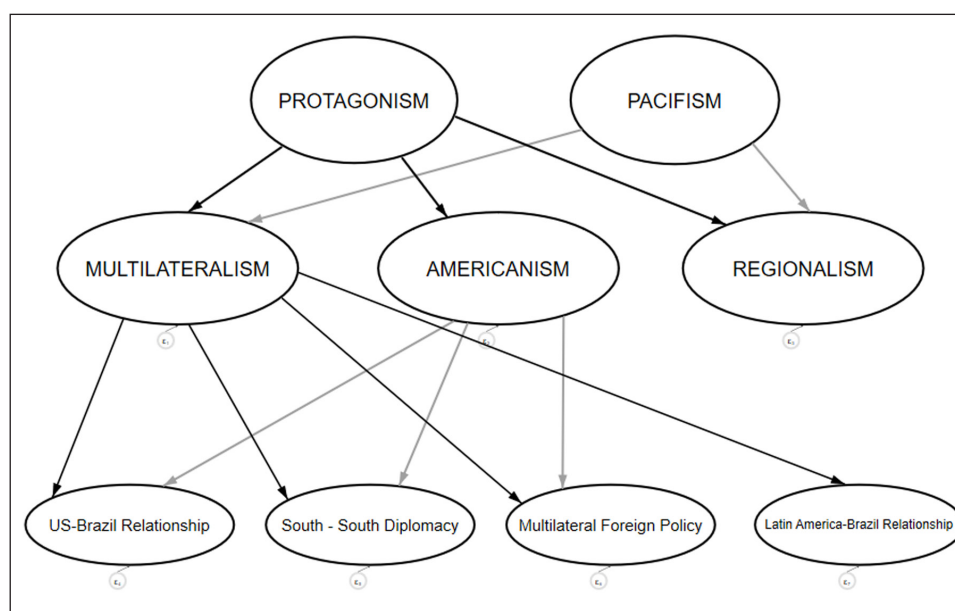 PROTAGONISM
PACIFISM
MULTILATERALISM
AMERICANISM
REGIONALISM
US-Brazil Relationship
South - South Diplomacy
Multilateral Foreign Policy
Latin America-Brazil Relationship